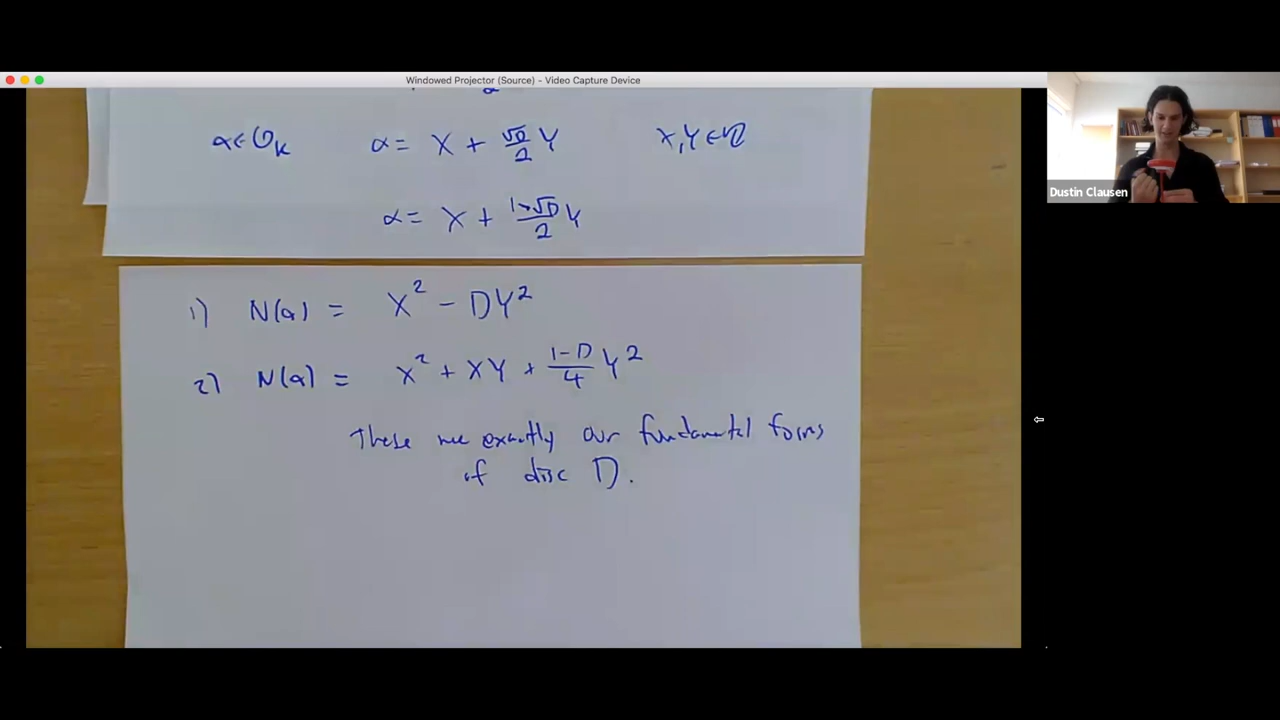 Windowed Projector (Source) - Video Capture Device
α∈O_K α = X + √D/2 Y X,Y∈ℤ
α = X + 1+√D/2 Y
Dustin Clausen
1) N(α) = X² - DY²
2) N(α) = X² + XY + 1-D/4 Y²
These are exactly our fundamental forms
of disc D.